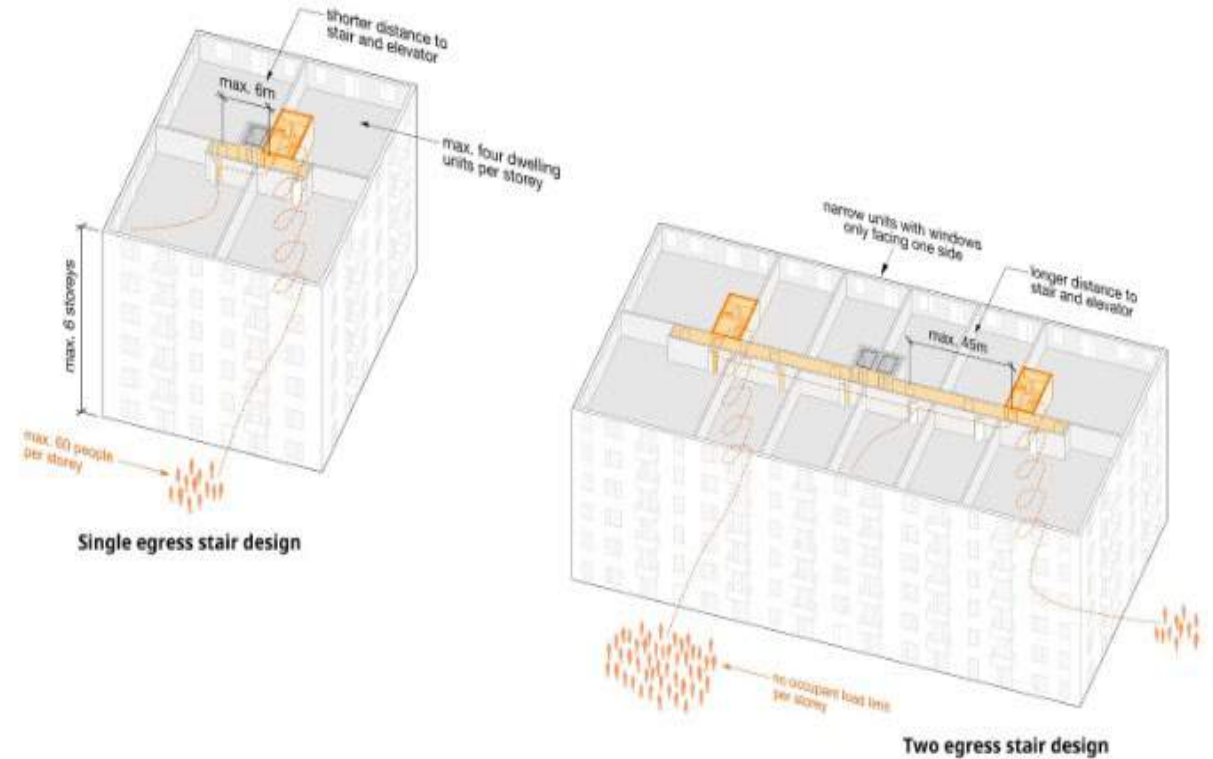 shorter distance to
stair and elevator
max. 6m
max. four dwelling
units per storey
max. 6 storeys
max. 60 people
per storey
Single egress stair design
narrow units with windows
only facing one side
longer distance to
stair and elevator
max. 45m
no occupant load limit
per storey
Two egress stair design